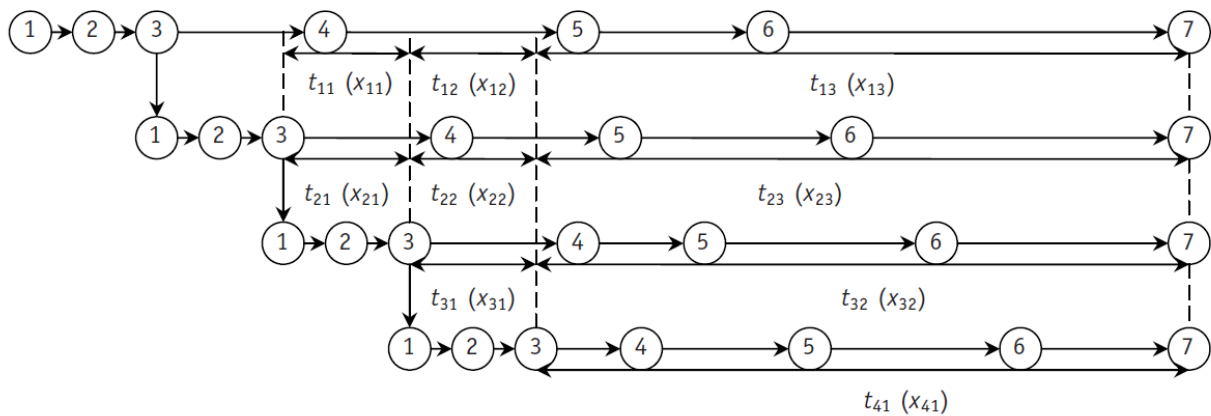 1 2 3 4 5 6 7
t11 (x11) t12 (x12) t13 (x13)
1 2 3 4 5 6 7
t21 (x21) t22 (x22) t23 (x23)
1 2 3 4 5 6 7
t31 (x31) t32 (x32)
1 2 3 4 5 6 7
t41 (x41)